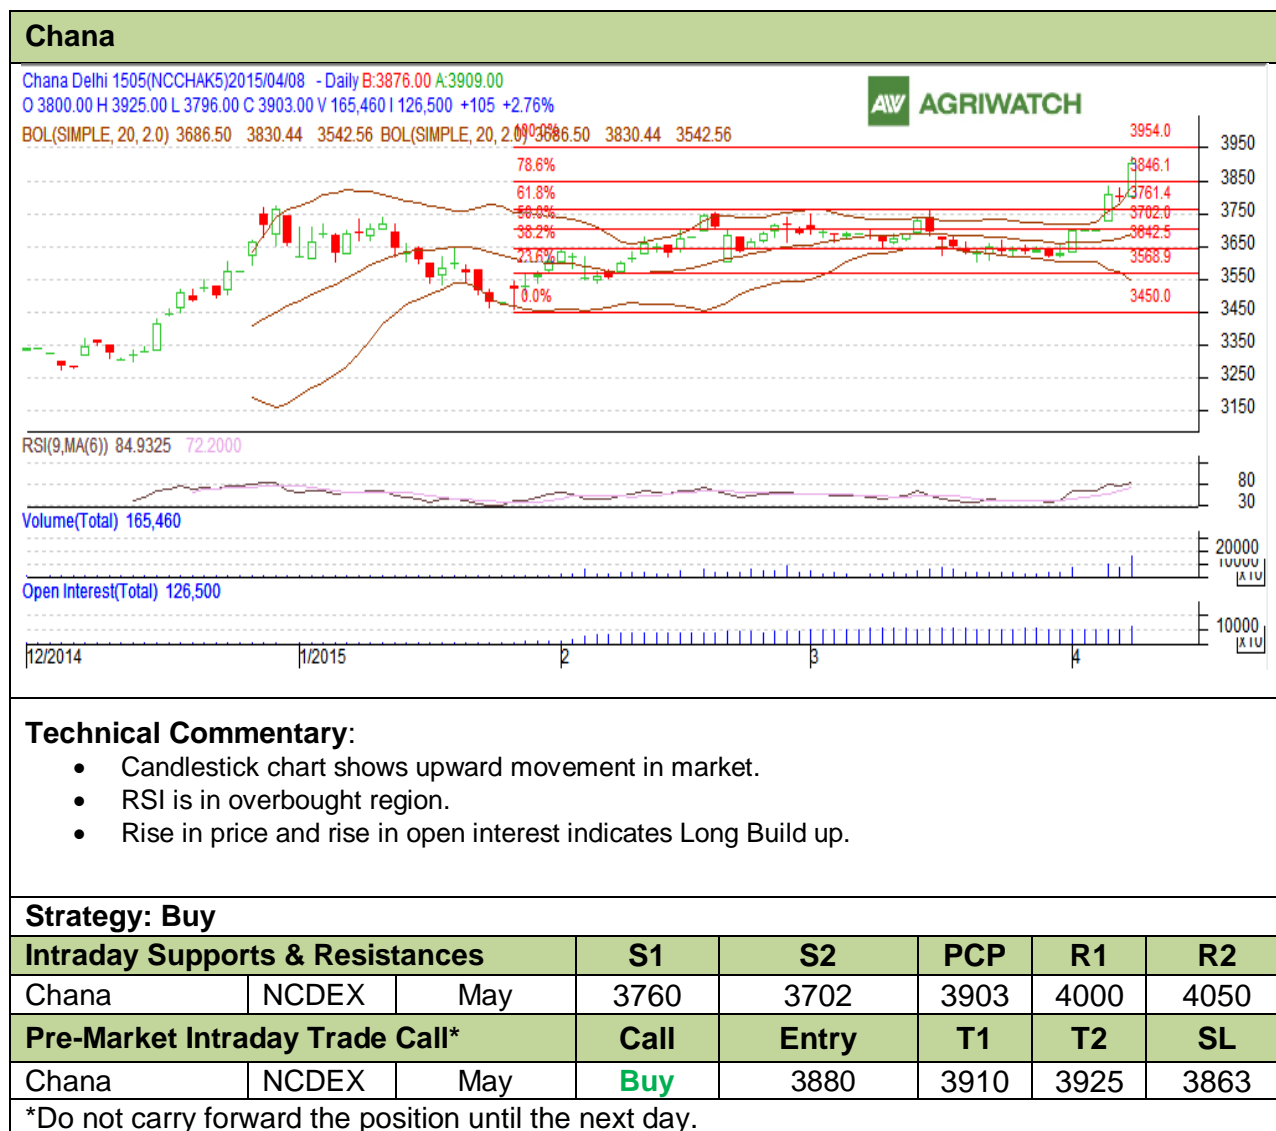 Chana
Chana Delhi 1505(NCCHAK5)2015/04/08 - Daily B:3876.00 A:3909.00
O 3800.00 H 3925.00 L 3796.00 C 3903.00 V 165,460 I 126,500 +105 +2.76%
BOL(SIMPLE, 20, 2.0) 3686.50 3830.44 3542.56 BOL(SIMPLE, 20, 2.0) 3686.50 3830.44 3542.56
AW AGRIWATCH
100.0% 3954.0
3950
78.6% 3846.1
3850
61.8% 3761.4
3750
50.0% 3702.0
38.2% 3642.5
3650
23.6% 3568.9
3550
0.0% 3450.0
3450
3350
3250
3150
RSI(9,MA(6)) 84.9325 72.2000
80
30
Volume(Total) 165,460
20000
10000
X10
Open Interest(Total) 126,500
10000
X10
12/2014 1/2015 2 3 4
Technical Commentary:
• Candlestick chart shows upward movement in market.
• RSI is in overbought region.
• Rise in price and rise in open interest indicates Long Build up.
Strategy: Buy
Intraday Supports & Resistances S1 S2 PCP R1 R2
Chana NCDEX May 3760 3702 3903 4000 4050
Pre-Market Intraday Trade Call* Call Entry T1 T2 SL
Chana NCDEX May Buy 3880 3910 3925 3863
*Do not carry forward the position until the next day.